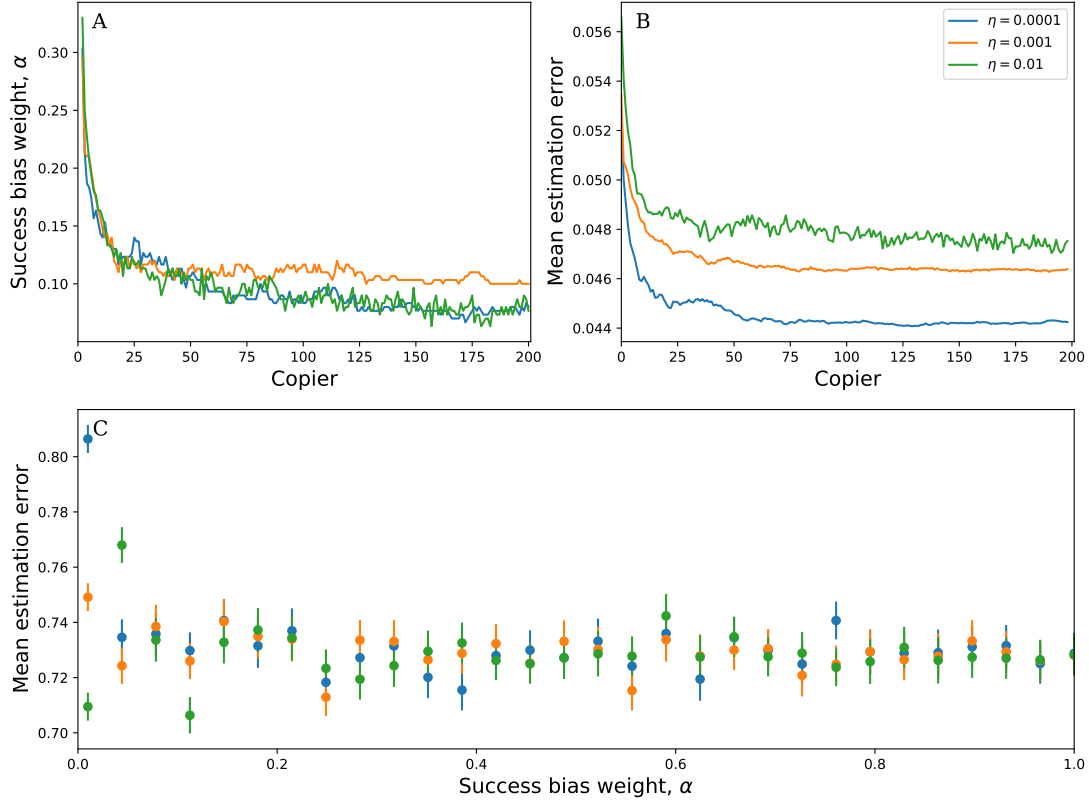 A
Success bias weight, α
0.30
0.25
0.20
0.15
0.10
0 25 50 75 100 125 150 175 200
Copier
B
Mean estimation error
0.056
0.054
0.052
0.050
0.048
0.046
0.044
η = 0.0001
η = 0.001
η = 0.01
0 25 50 75 100 125 150 175 200
Copier
C
Mean estimation error
0.80
0.78
0.76
0.74
0.72
0.70
0.0 0.2 0.4 0.6 0.8 1.0
Success bias weight, α